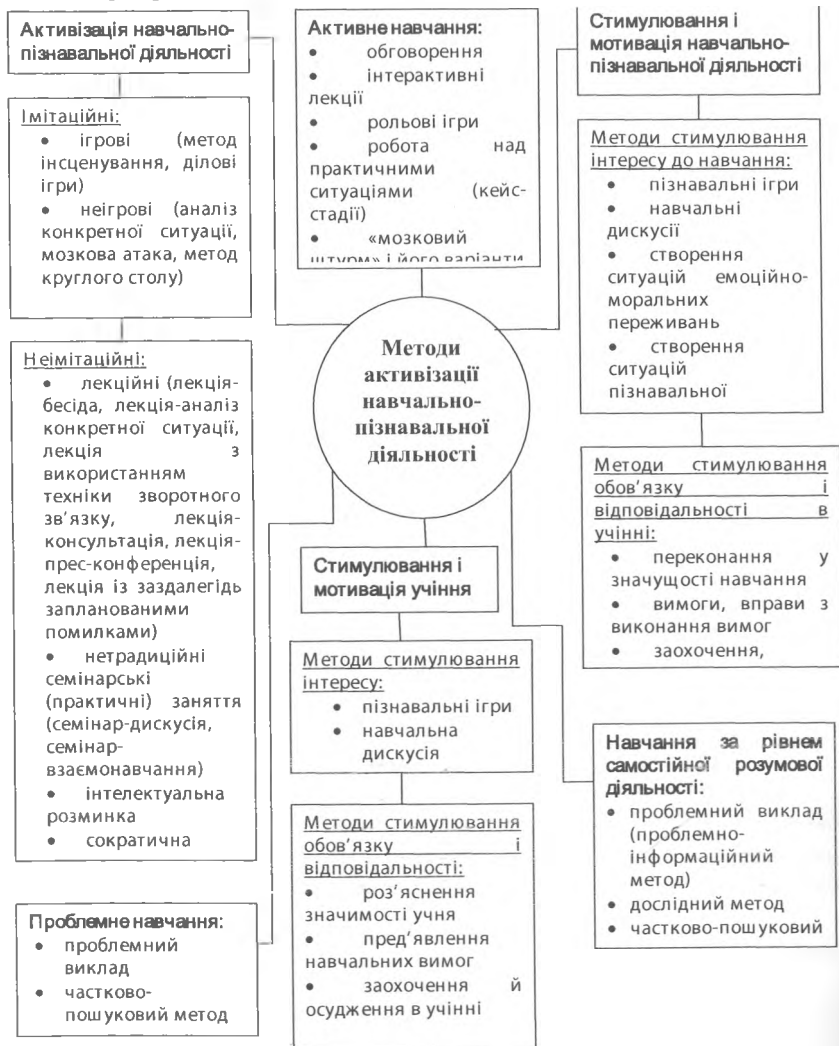 Активізація навчально-
пізнавальної діяльності
Імітаційні:
• ігрові (метод
інсценування, ділові
ігри)
• неігрові (аналіз
конкретної ситуації,
мозкова атака, метод
круглого столу)
Неімітаційні:
• лекційні (лекція-
бесіда, лекція-аналіз
конкретної ситуації,
лекція з
використанням
техніки зворотного
зв'язку, лекція-
консультація, лекція-
прес-конференція,
лекція із заздалегідь
запланованими
помилками)
• нетрадиційні
семінарські
(практичні) заняття
(семінар-дискусія,
семінар-
взаємонавчання)
• інтелектуальна
розминка
• сократична
Проблемне навчання:
• проблемний
виклад
• частково-
пошуковий метод
Активне навчання:
• обговорення
• інтерактивні
лекції
• рольові ігри
• робота над
практичними
ситуаціями (кейс-
стадії)
• «мозковий
штурм» і його варіанти
Методи
активізації
навчально-
пізнавальної
діяльності
Стимулювання і
мотивація учіння
Методи стимулювання
інтересу:
• пізнавальні ігри
• навчальна
дискусія
Методи стимулювання
обов'язку і
відповідальності:
• роз'яснення
значимості учня
• пред'явлення
навчальних вимог
• заохочення й
осудження в учінні
Стимулювання і
мотивація навчально-
пізнавальної діяльності
Методи стимулювання
інтересу до навчання:
• пізнавальні ігри
• навчальні
дискусії
• створення
ситуацій емоційно-
моральних
переживань
• створення
ситуацій
пізнавальної
Методи стимулювання
обов'язку і
відповідальності в
учінні:
• переконання у
значущості навчання
• вимоги, вправи з
виконання вимог
• заохочення,
Навчання за рівнем
самостійної розумової
діяльності:
• проблемний виклад
(проблемно-
інформаційний
метод)
• дослідний метод
• частково-пошуковий